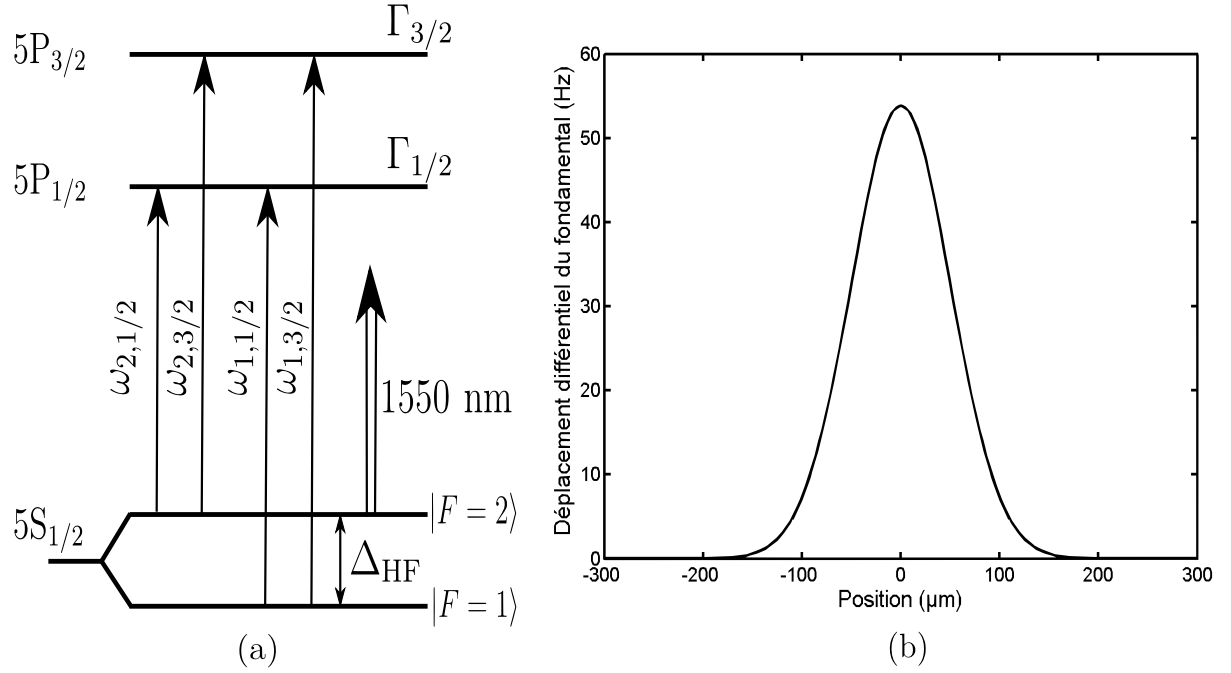 5P3/2
Γ3/2
5P1/2
Γ1/2
ω2,1/2
ω2,3/2
ω1,1/2
ω1,3/2
1550 nm
5S1/2
|F = 2⟩
ΔHF
|F = 1⟩
(a)
Déplacement différentiel du fondamental (Hz)
60
50
40
30
20
10
0
-300 -200 -100 0 100 200 300
Position (µm)
(b)